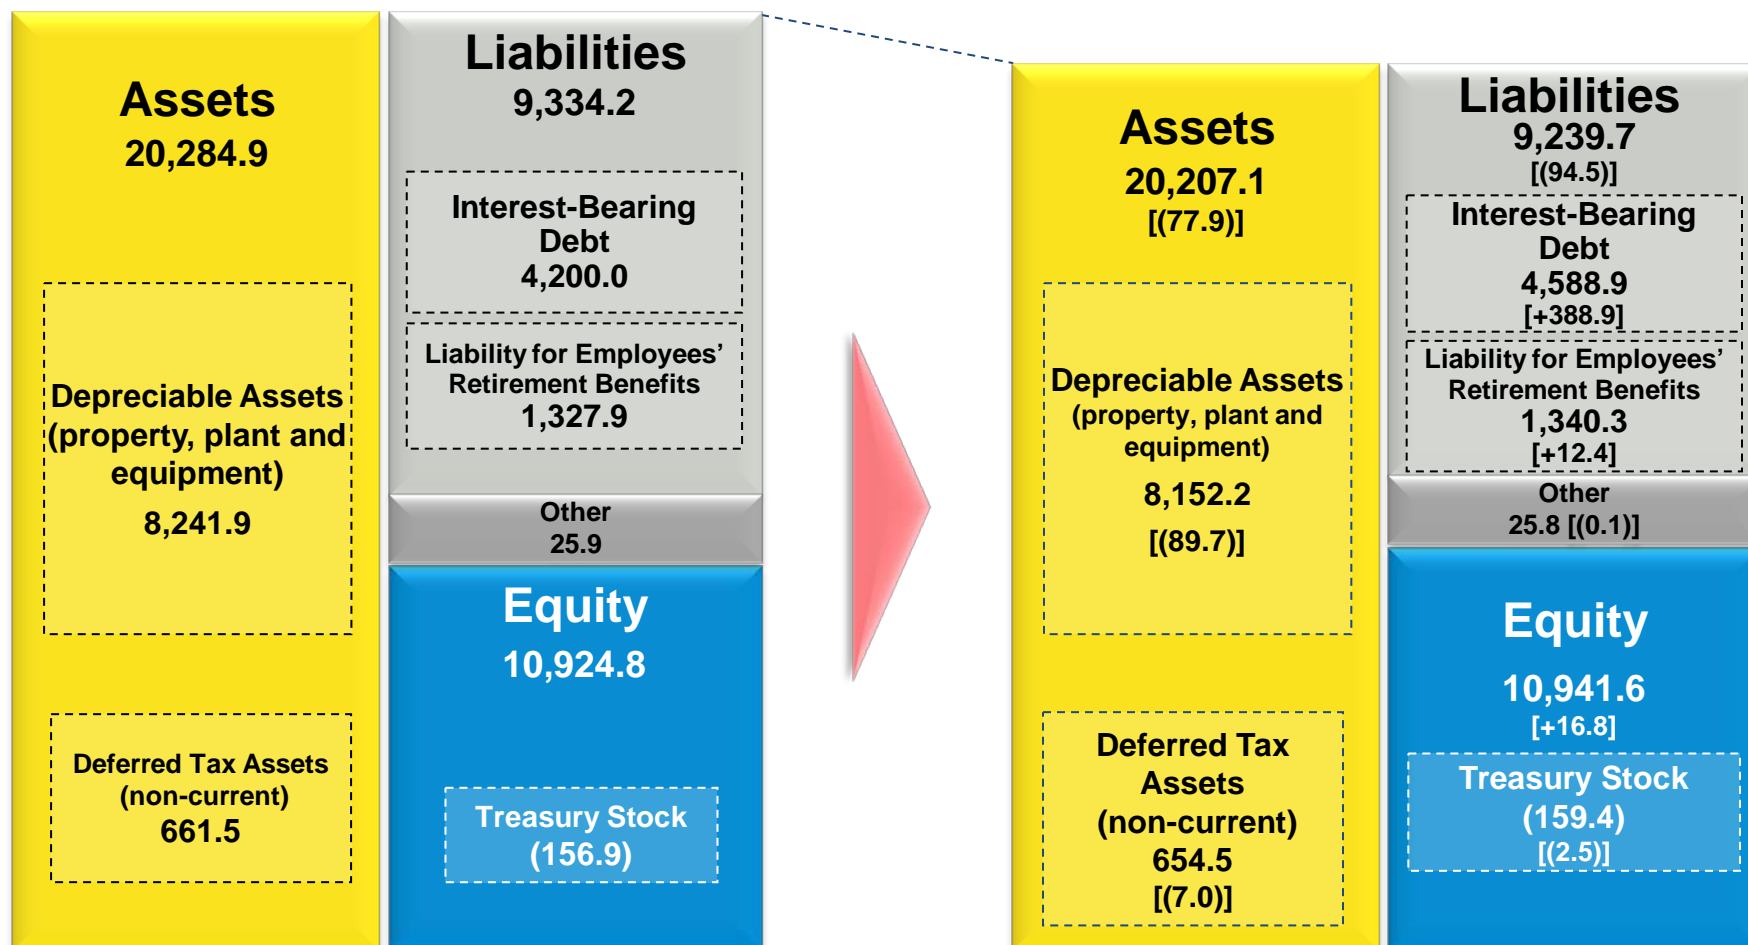 Assets
20,284.9
Depreciable Assets
(property, plant and
equipment)
8,241.9
Deferred Tax Assets
(non-current)
661.5
Liabilities
9,334.2
Interest-Bearing
Debt
4,200.0
Liability for Employees’
Retirement Benefits
1,327.9
Other
25.9
Equity
10,924.8
Treasury Stock
(156.9)
Assets
20,207.1
[(77.9)]
Depreciable Assets
(property, plant and
equipment)
8,152.2
[(89.7)]
Deferred Tax
Assets
(non-current)
654.5
[(7.0)]
Liabilities
9,239.7
[(94.5)]
Interest-Bearing
Debt
4,588.9
[+388.9]
Liability for Employees’
Retirement Benefits
1,340.3
[+12.4]
Other
25.8 [(0.1)]
Equity
10,941.6
[+16.8]
Treasury Stock
(159.4)
[(2.5)]